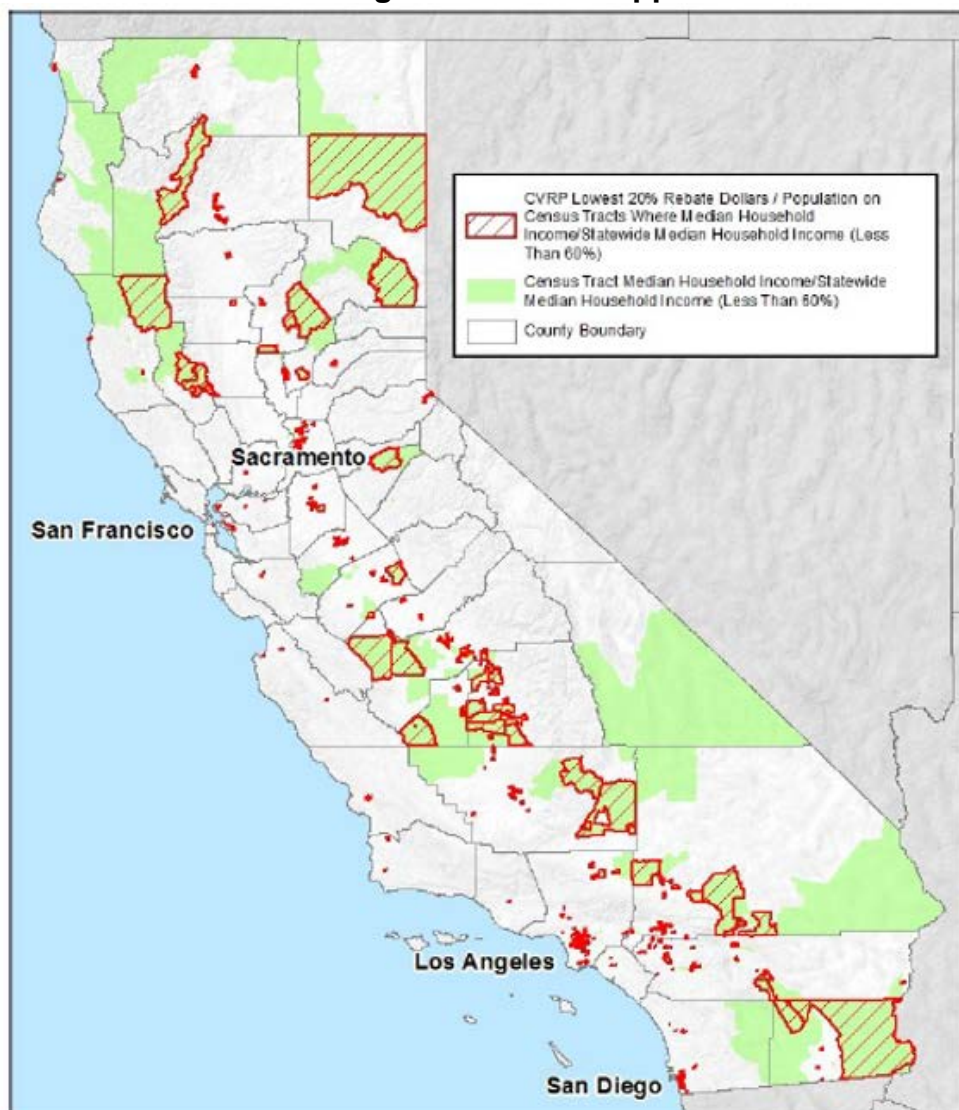 CVRP Lowest 20% Rebate Dollars / Population on
Census Tracts Where Median Household
Income/Statewide Median Household Income (Less
Than 60%)
Census Tract Median Household Income/Statewide
Median Household Income (Less Than 60%)
County Boundary
Sacramento
San Francisco
Los Angeles
San Diego